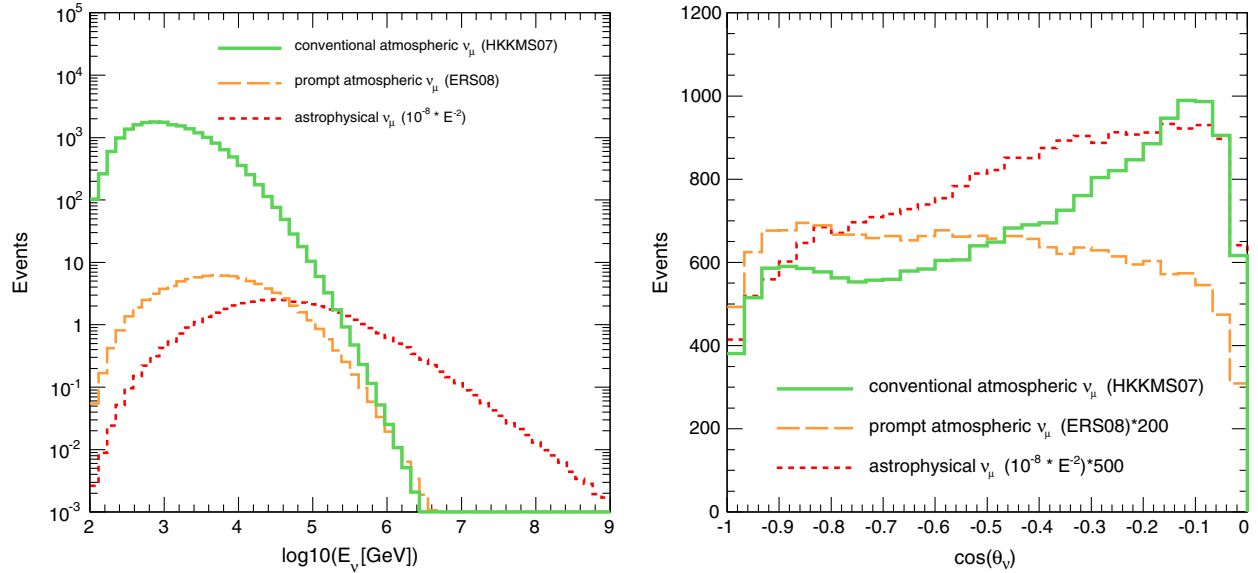 10^5
10^4
10^3
10^2
10
1
10^-1
10^-2
10^-3
Events
conventional atmospheric ν_μ (HKKMS07)
prompt atmospheric ν_μ (ERS08)
astrophysical ν_μ (10^-8 * E^-2)
2 3 4 5 6 7 8 9
log10(E_ν [GeV])
1200
1000
800
600
400
200
0
Events
conventional atmospheric ν_μ (HKKMS07)
prompt atmospheric ν_μ (ERS08)*200
astrophysical ν_μ (10^-8 * E^-2)*500
-1 -0.9 -0.8 -0.7 -0.6 -0.5 -0.4 -0.3 -0.2 -0.1 0
cos(θ_ν)